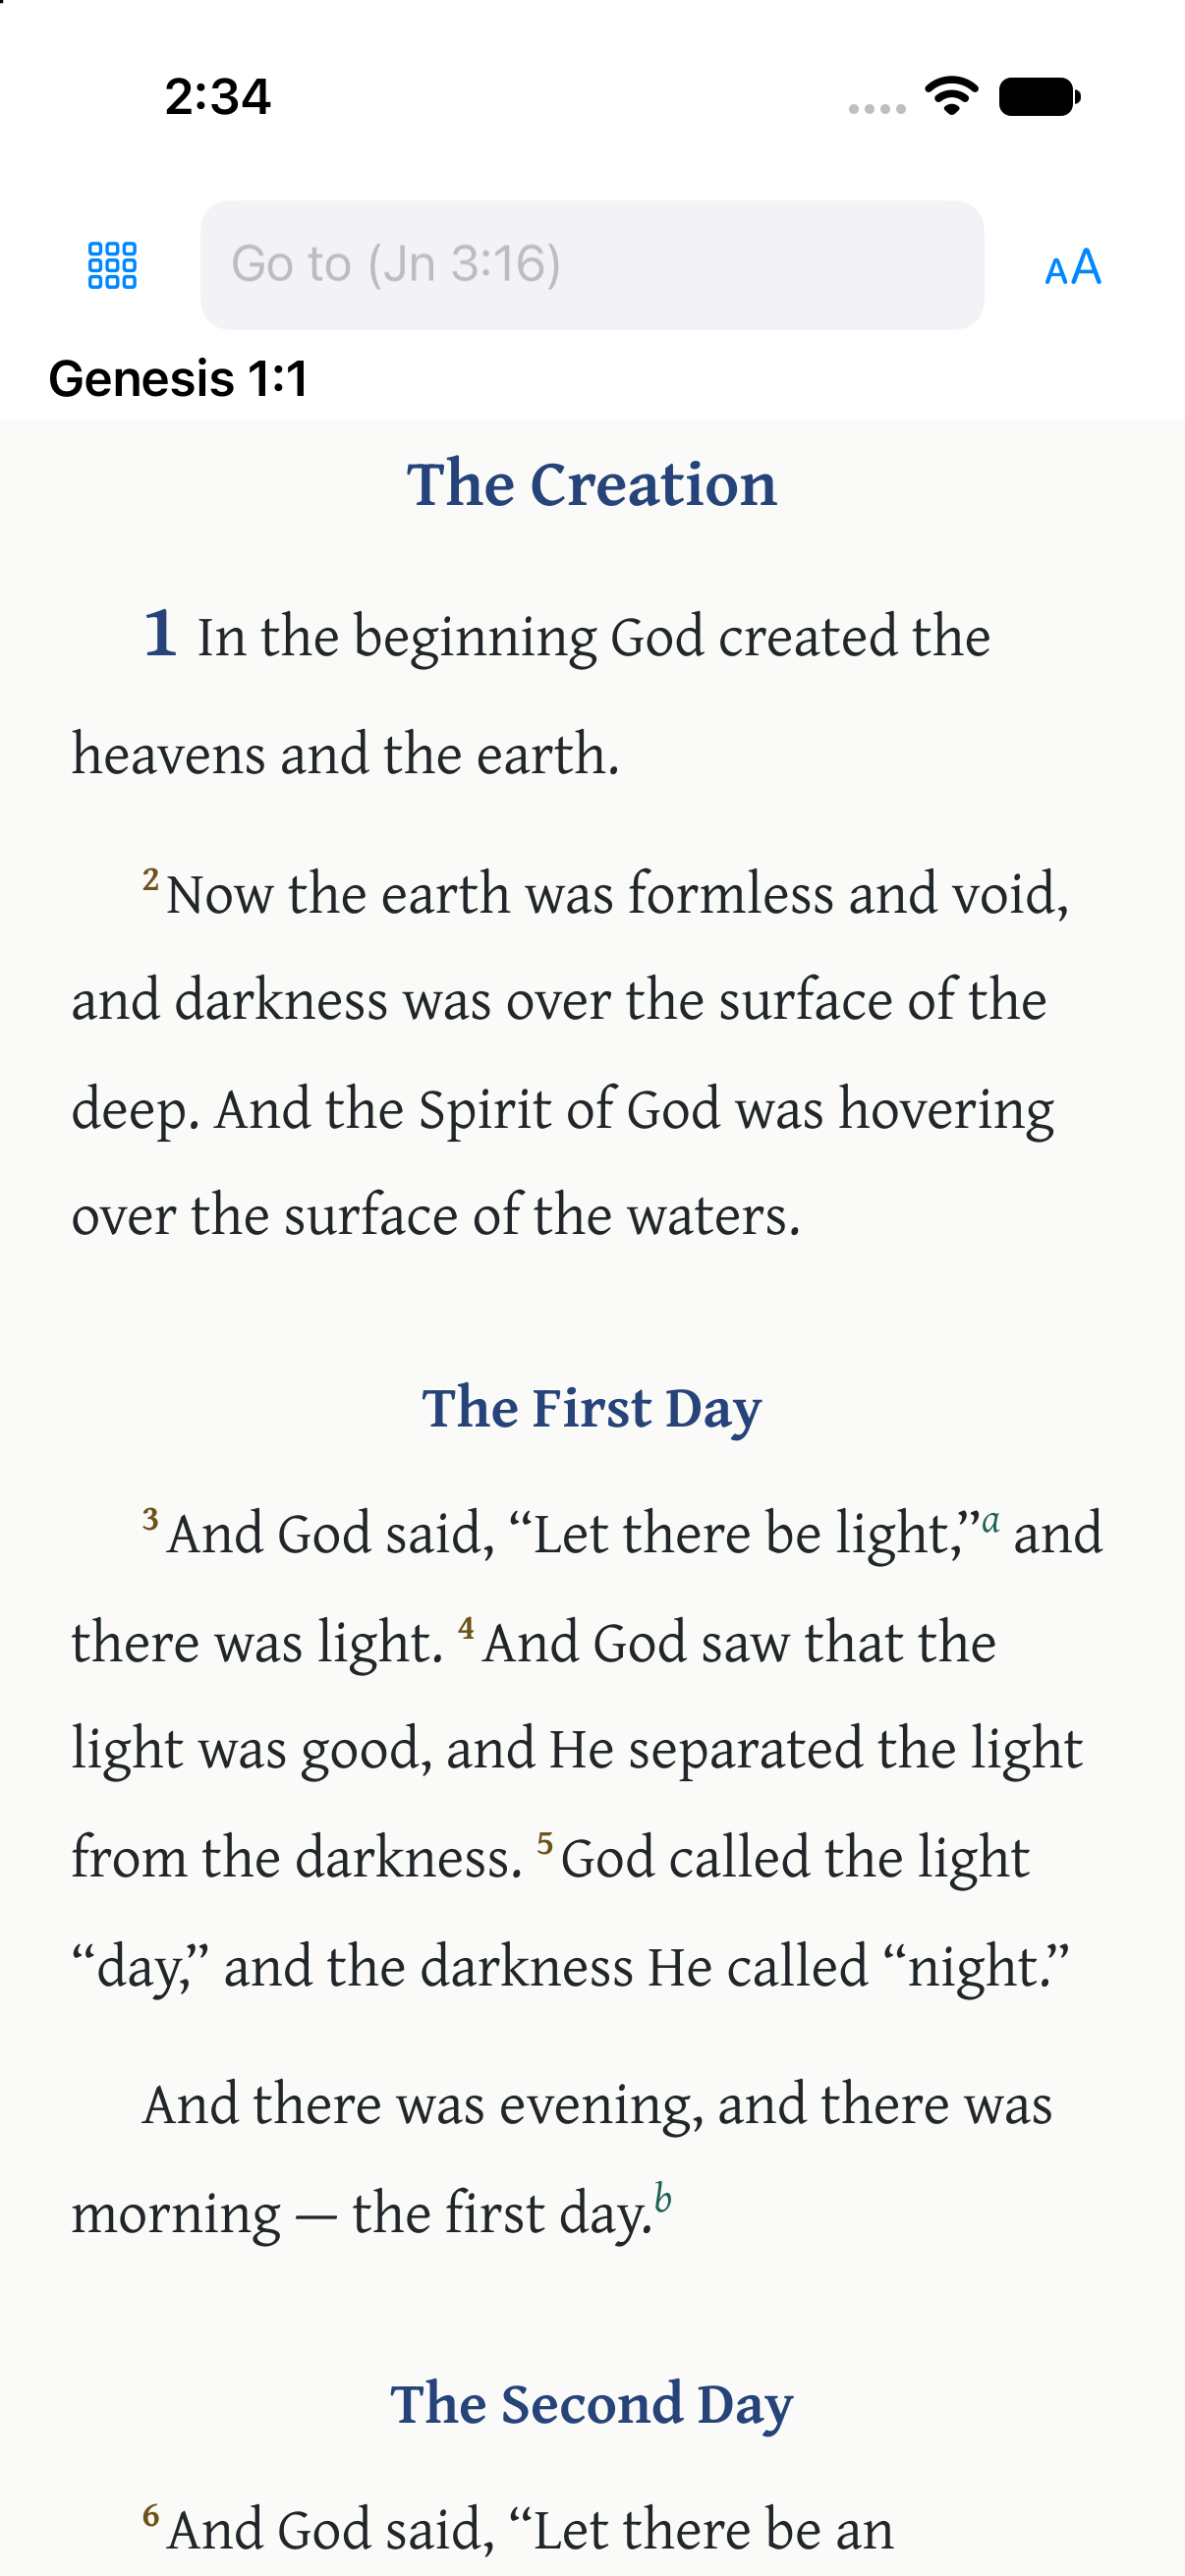 2:34
Go to (Jn 3:16)
AA
Genesis 1:1
The Creation
1 In the beginning God created the
heavens and the earth.
2 Now the earth was formless and void,
and darkness was over the surface of the
deep. And the Spirit of God was hovering
over the surface of the waters.
The First Day
3 And God said, “Let there be light,”a and
there was light. 4 And God saw that the
light was good, and He separated the light
from the darkness. 5 God called the light
“day,” and the darkness He called “night.”
And there was evening, and there was
morning — the first day.b
The Second Day
6 And God said, “Let there be an